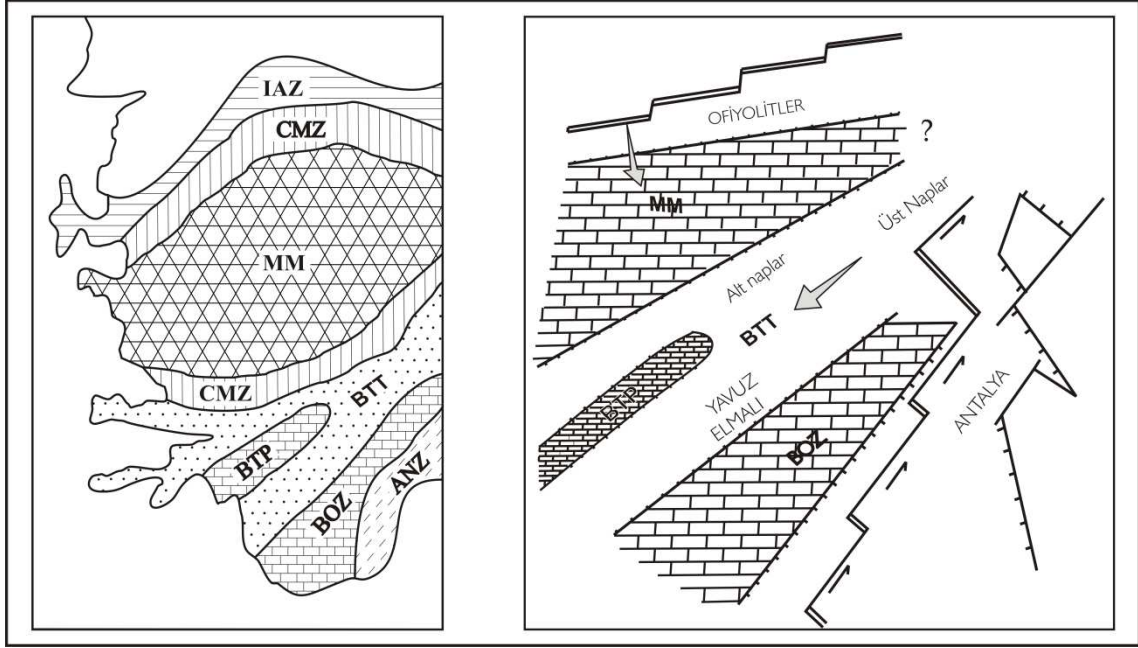 IAZ
CMZ
MM
CMZ
BTT
BTP
BOZ
ANZ
OFİYOLİTLER
?
MM
Üst Naplar
Alt naplar
BTT
BTP
YAVUZ
ELMALI
BOZ
ANTALYA